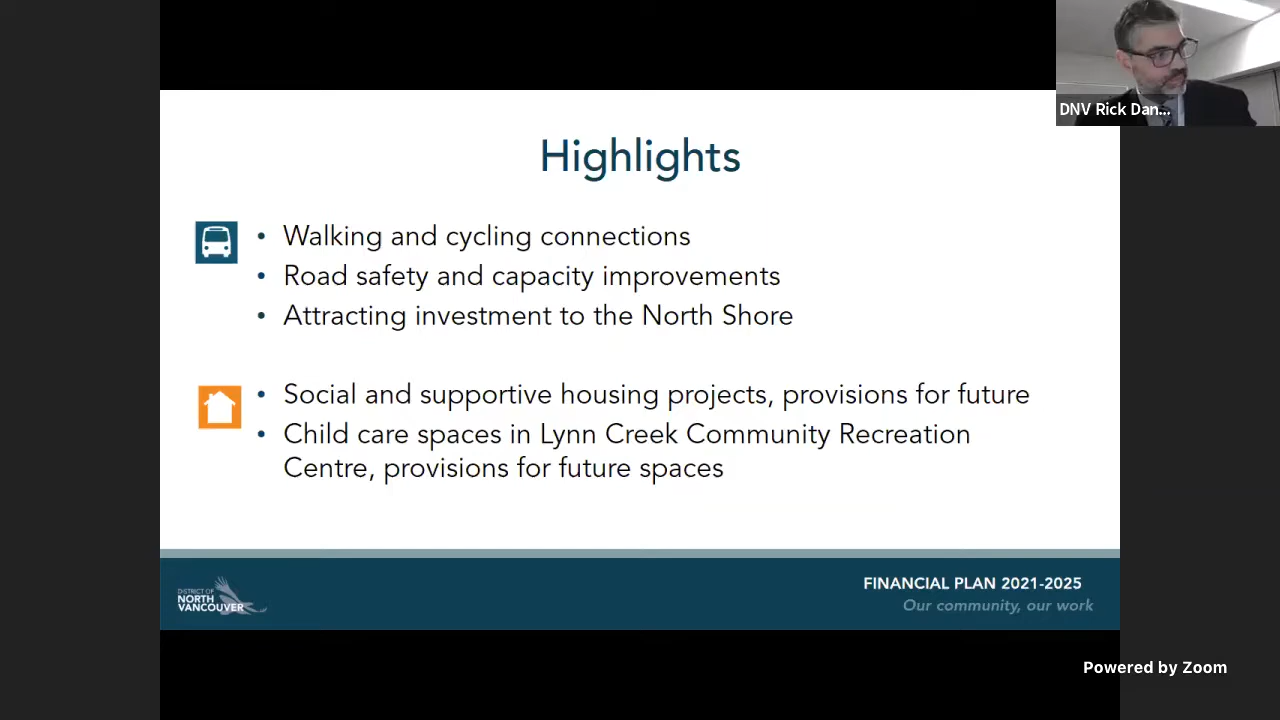 DNV Rick Dan...
Highlights
• Walking and cycling connections
• Road safety and capacity improvements
• Attracting investment to the North Shore
• Social and supportive housing projects, provisions for future
• Child care spaces in Lynn Creek Community Recreation
Centre, provisions for future spaces
DISTRICT OF
NORTH
VANCOUVER
FINANCIAL PLAN 2021-2025
Our community, our work
Powered by Zoom